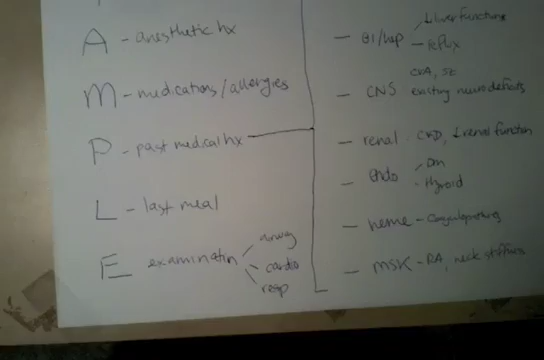 A - anesthetic hx
M - medications/allergies
P - past medical hx
L - last meal
E examination
airway
cardio
resp
- GI/hep
↓liver function
- reflux
- CNS
CVA, SZ
existing neuro deficits
- renal CKD, ↓renal function
- endo
DM
- thyroid
- heme - coagulopathy
- MSK - RA, neck stiffness